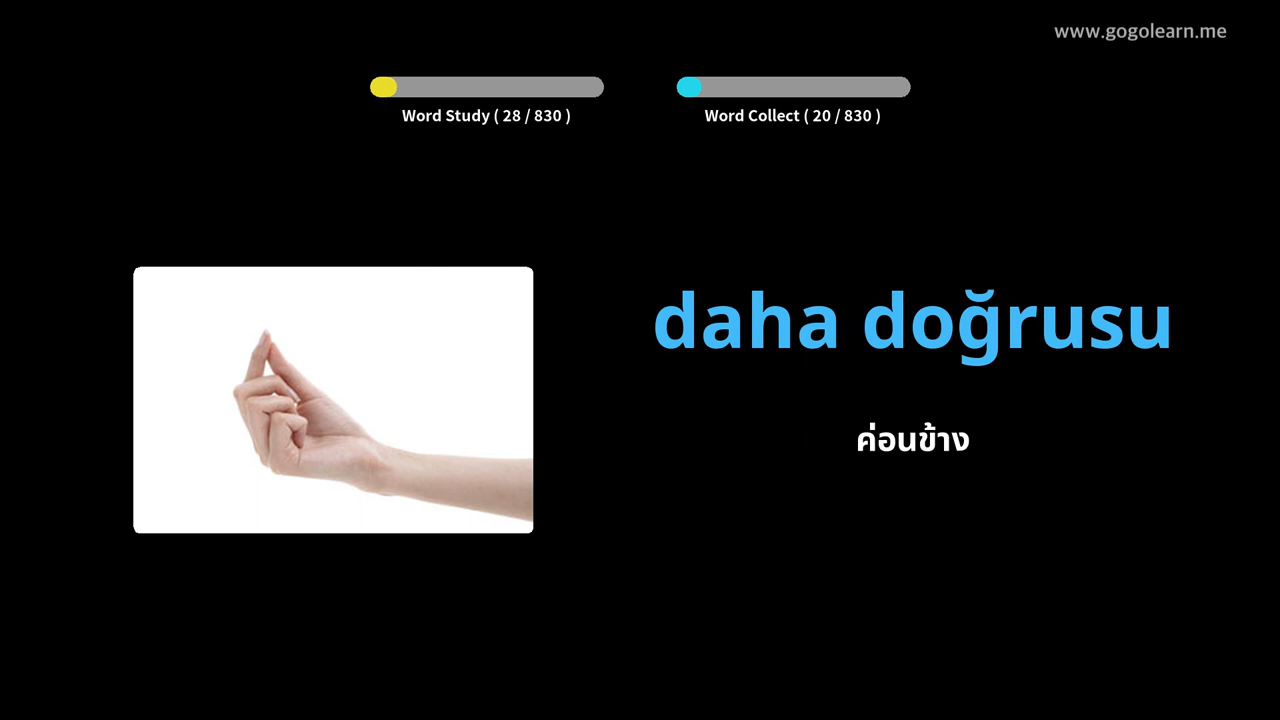 www.gogolearn.me
Word Study ( 28 / 830 )
Word Collect ( 20 / 830 )
daha doğrusu
ค่อนข้าง